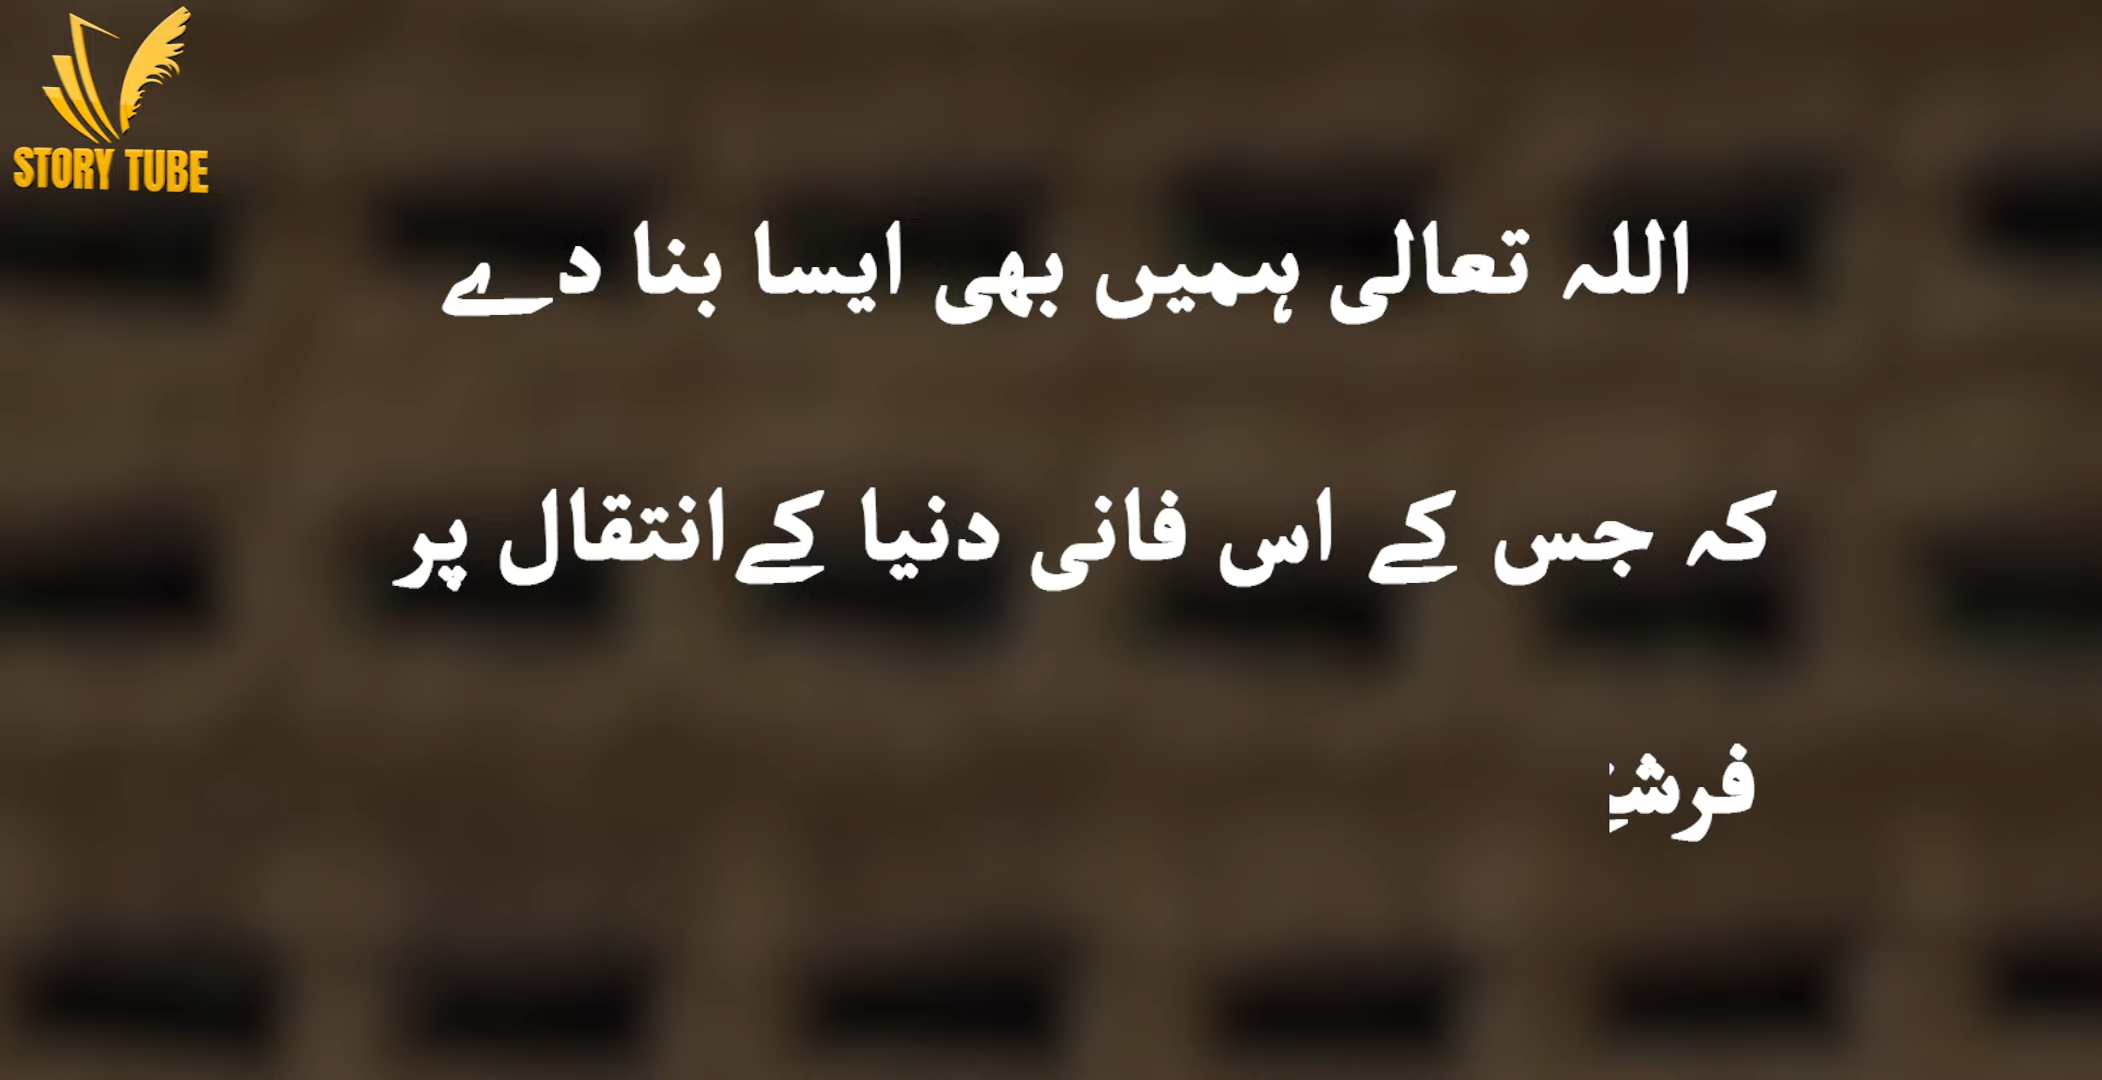 STORY TUBE
اللہ تعالی ہمیں بھی ایسا بنا دے
کہ جس کے اس فانی دنیا کے انتقال پر